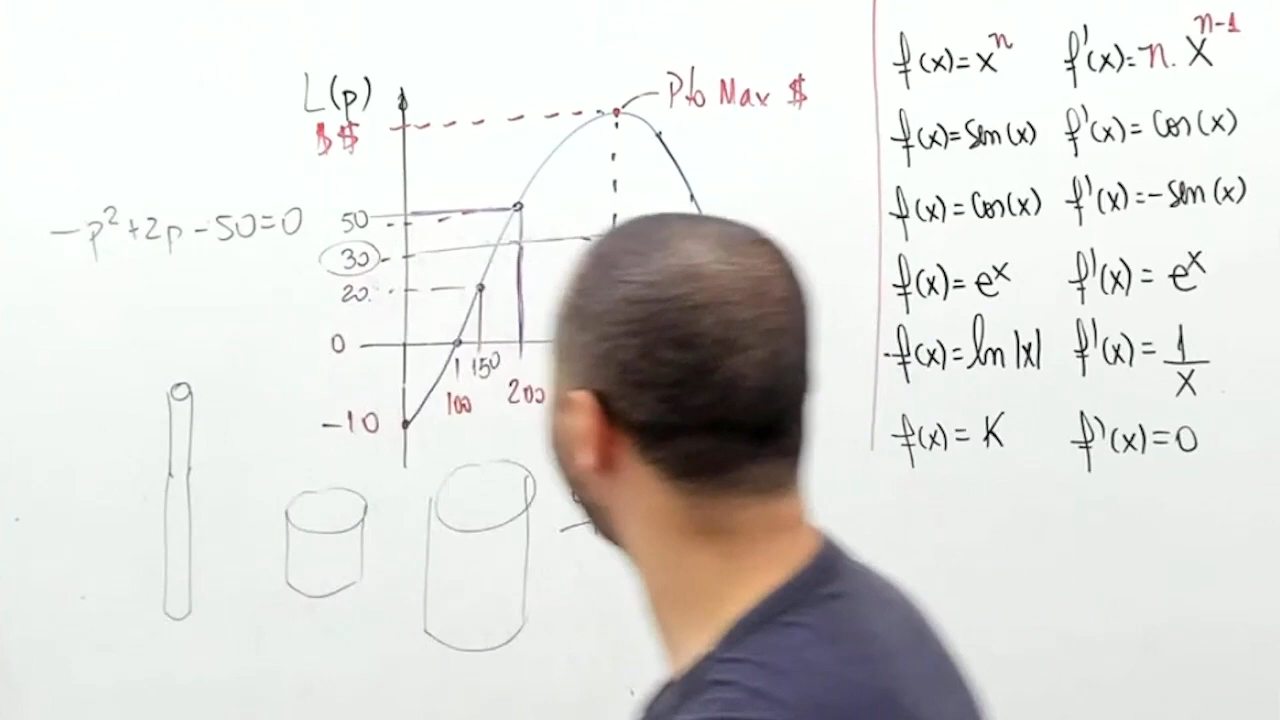 L(p)
$$
Pto Max $
-p²+2p-50=0
50
30
20
0
-10
150
100
200
f(x)=xⁿ f'(x)=n.xⁿ⁻¹
f(x)=Sen(x) f'(x)=Cos(x)
f(x)=Cos(x) f'(x)=-Sen(x)
f(x)=eˣ f'(x)=eˣ
f(x)=ln|x| f'(x)=1/x
f(x)=K f'(x)=0